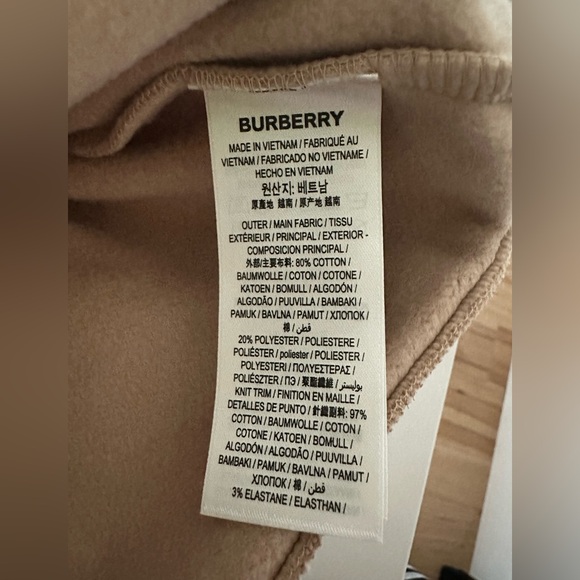 BURBERRY
MADE IN VIETNAM / FABRIQUÉ AU
VIETNAM / FABRICADO NO VIETNAME /
HECHO EN VIETNAM
원산지: 베트남
原產地 越南 / 原产地 越南
OUTER / MAIN FABRIC / TISSU
EXTÉRIEUR / PRINCIPAL / EXTERIOR -
COMPOSICION PRINCIPAL /
外部/主要布料: 80% COTTON /
BAUMWOLLE / COTON / COTONE /
KATOEN / BOMULL / ALGODÓN /
ALGODÃO / PUUVILLA / BAMBAKI /
PAMUK / BAVLNA / PAMUT / ХЛОПОК /
棉 / قطن /
20% POLYESTER / POLIESTERE /
POLIÉSTER / poliester / POLIESTER /
POLYESTERI / ΠΟΛΥΕΣΤΕΡΑΣ /
POLIÉSZTER / ПЭ / 聚酯纖維 / بوليستر /
KNIT TRIM / FINITION EN MAILLE /
DETALLES DE PUNTO / 針織副料: 97%
COTTON / BAUMWOLLE / COTON /
COTONE / KATOEN / BOMULL /
ALGODÓN / ALGODÃO / PUUVILLA /
BAMBAKI / PAMUK / BAVLNA / PAMUT /
ХЛОПОК / 棉 / قطن /
3% ELASTANE / ELASTHAN /